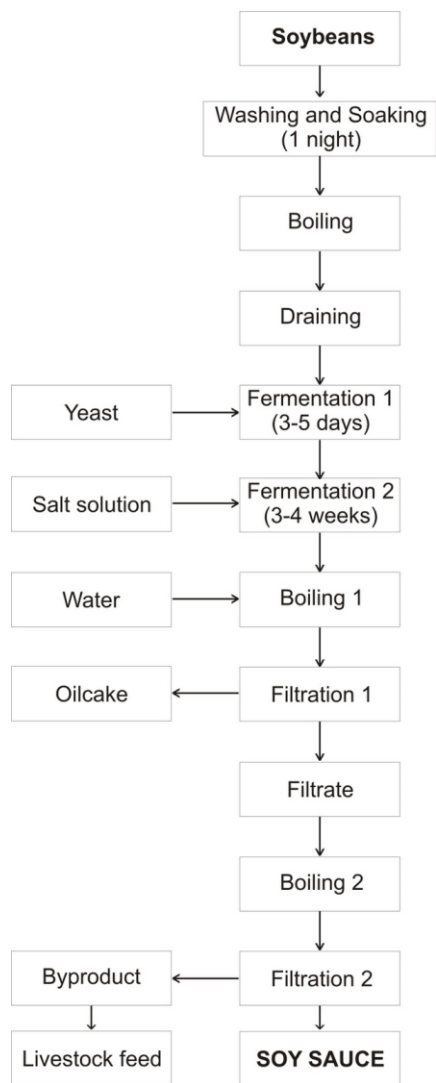 Soybeans
Washing and Soaking
(1 night)
Boiling
Draining
Yeast
Fermentation 1
(3-5 days)
Salt solution
Fermentation 2
(3-4 weeks)
Water
Boiling 1
Oilcake
Filtration 1
Filtrate
Boiling 2
Byproduct
Filtration 2
Livestock feed
SOY SAUCE